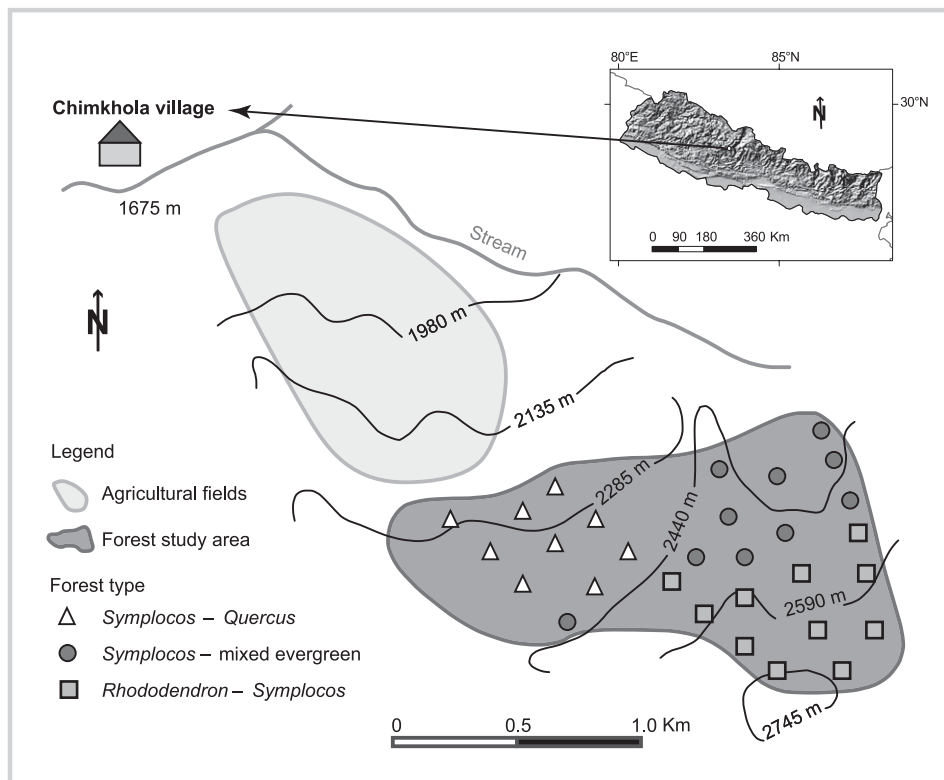 80°E
85°N
30°N
N
0 90 180 360 Km
Chimkhola village
1675 m
Stream
N
1980 m
2135 m
2285 m
2440 m
2590 m
2745 m
Legend
Agricultural fields
Forest study area
Forest type
Symplocos – Quercus
Symplocos – mixed evergreen
Rhododendron – Symplocos
0 0.5 1.0 Km